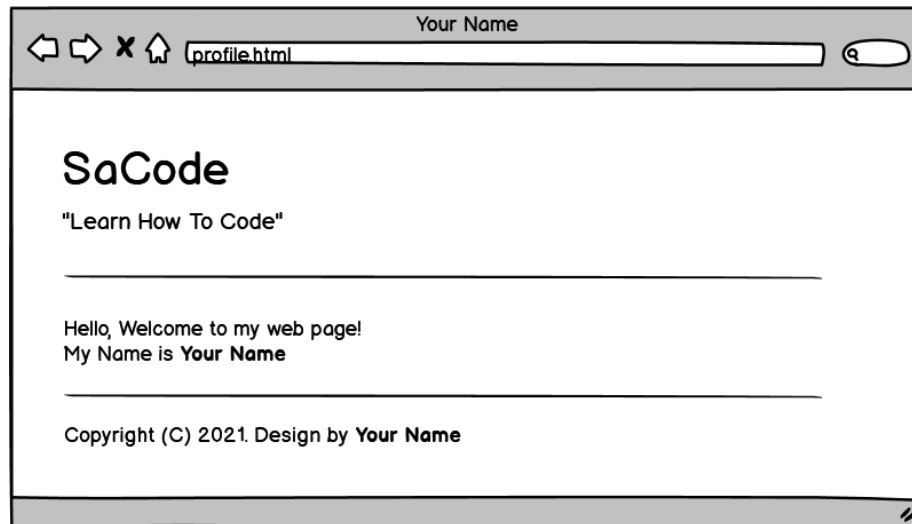 Your Name
profile.html
SaCode
"Learn How To Code"
Hello, Welcome to my web page!
My Name is Your Name
Copyright (C) 2021. Design by Your Name